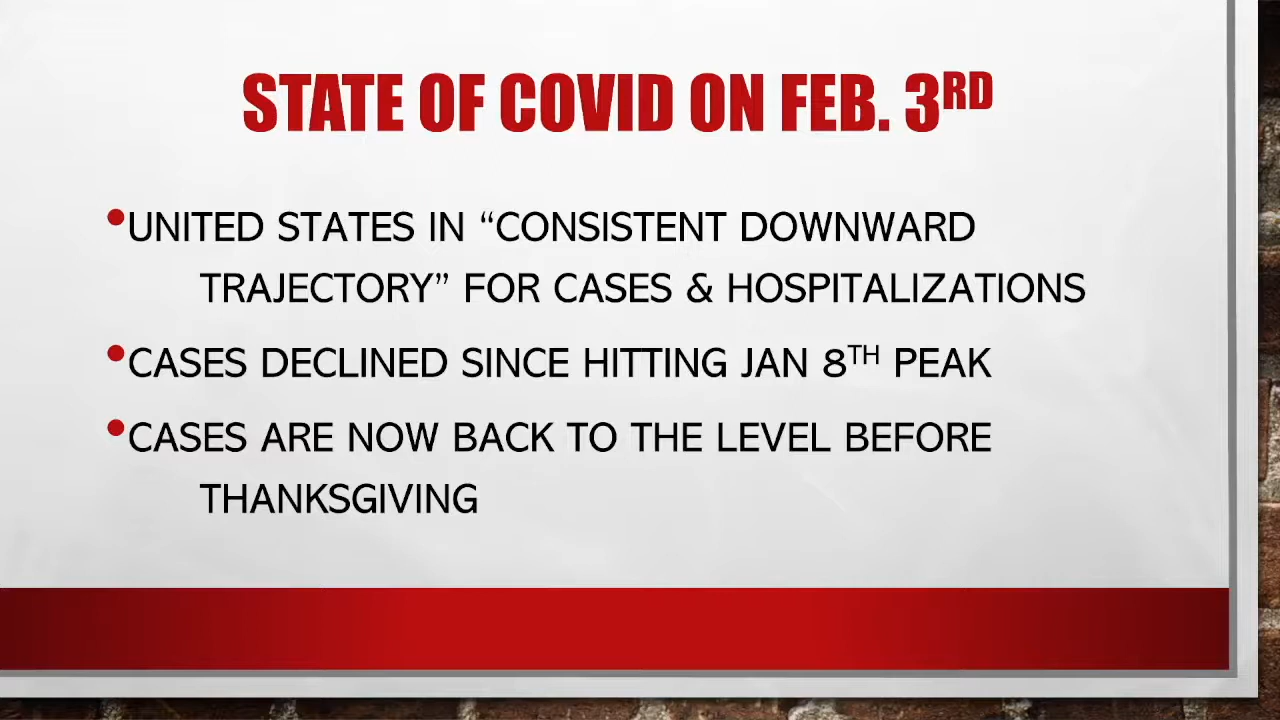 STATE OF COVID ON FEB. 3RD
•UNITED STATES IN “CONSISTENT DOWNWARD
TRAJECTORY” FOR CASES & HOSPITALIZATIONS
•CASES DECLINED SINCE HITTING JAN 8TH PEAK
•CASES ARE NOW BACK TO THE LEVEL BEFORE
THANKSGIVING